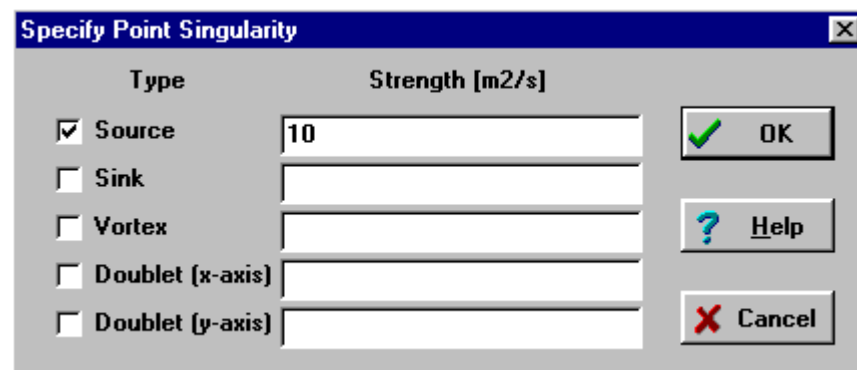 Specify Point Singularity
Type Strength [m2/s]
Source 10 OK
Sink
Vortex Help
Doublet (x-axis)
Doublet (y-axis) Cancel